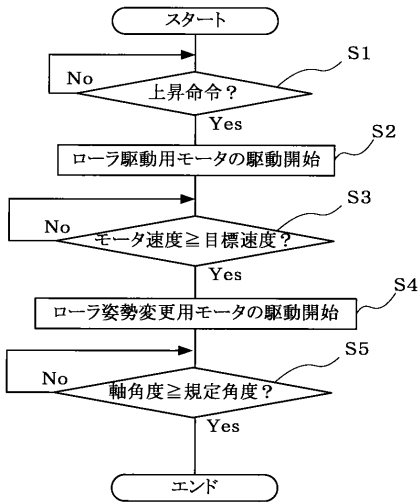 スタート
S1
No
上昇命令？
Yes
S2
ローラ駆動用モータの駆動開始
S3
No
モータ速度≧目標速度？
Yes
S4
ローラ姿勢変更用モータの駆動開始
S5
No
軸角度≧規定角度？
Yes
エンド